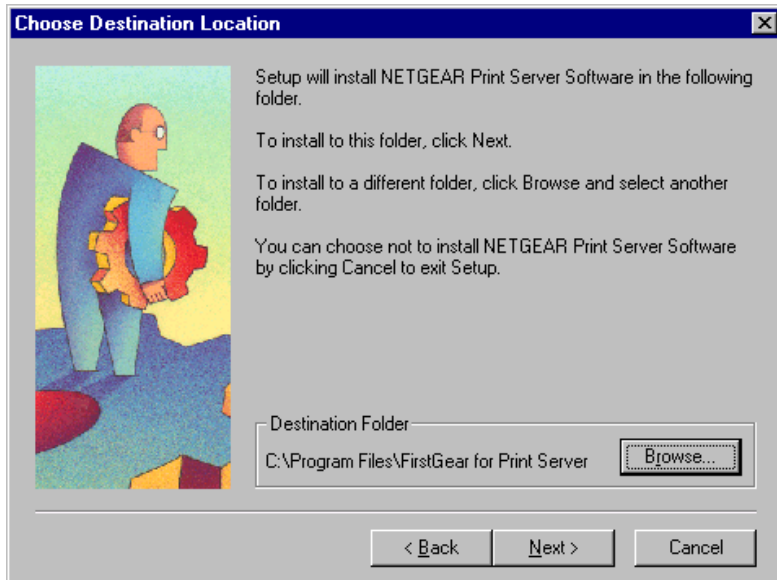 Choose Destination Location
Setup will install NETGEAR Print Server Software in the following
folder.
To install to this folder, click Next.
To install to a different folder, click Browse and select another
folder.
You can choose not to install NETGEAR Print Server Software
by clicking Cancel to exit Setup.
Destination Folder
C:\Program Files\FirstGear for Print Server
Browse...
< Back
Next >
Cancel